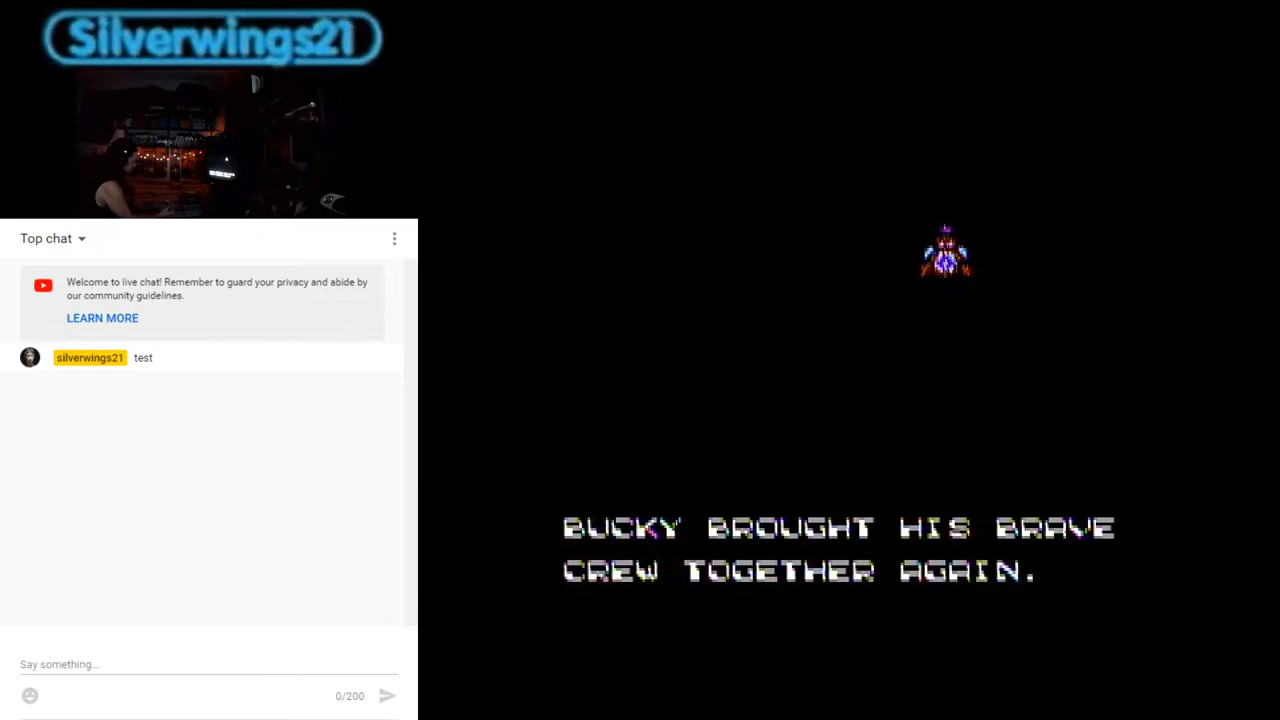 Silverwings21
Top chat
Welcome to live chat! Remember to guard your privacy and abide by
our community guidelines.
LEARN MORE
silverwings21 test
BUCKY BROUGHT HIS BRAVE
CREW TOGETHER AGAIN.
Say something...
0/200